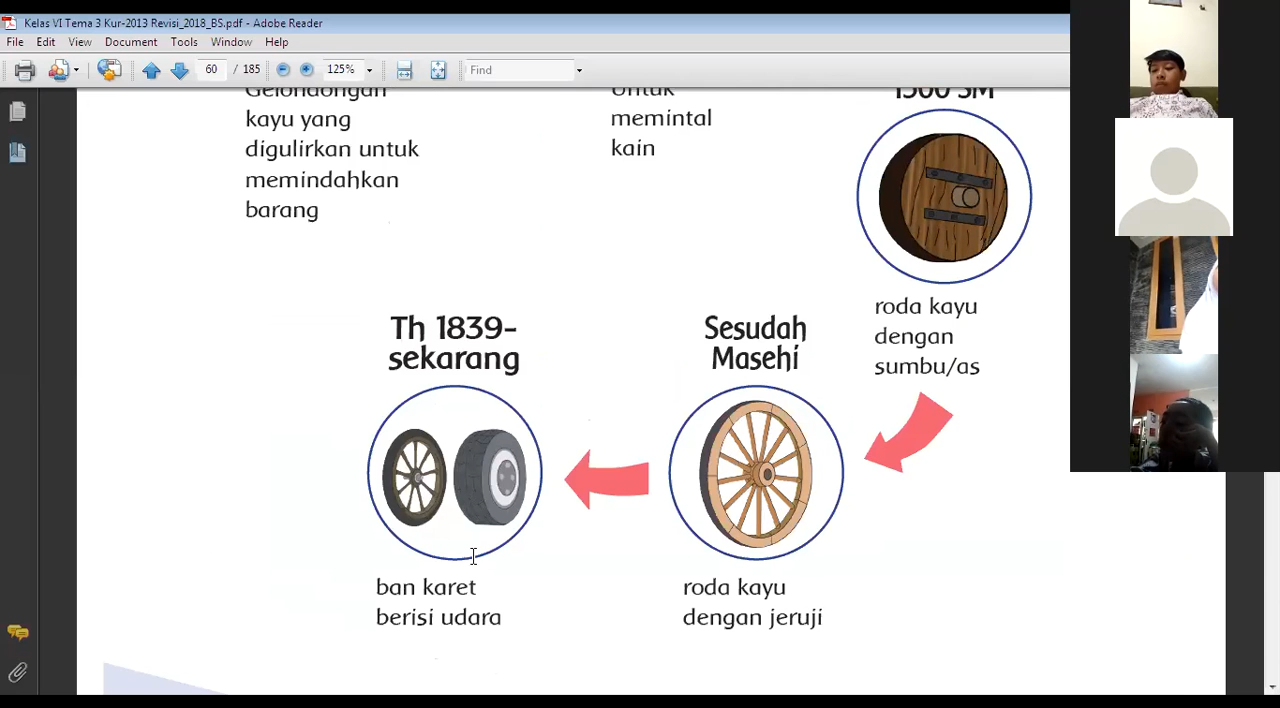 Kelas VI Tema 3 Kur-2013 Revisi_2018_BS.pdf - Adobe Reader
File Edit View Document Tools Window Help
60 / 185 125% Find
Gelondongan
kayu yang
digulirkan untuk
memindahkan
barang
Untuk
memintal
kain
1500 SM
roda kayu
dengan
sumbu/as
Th 1839-
sekarang
Sesudah
Masehi
ban karet
berisi udara
roda kayu
dengan jeruji